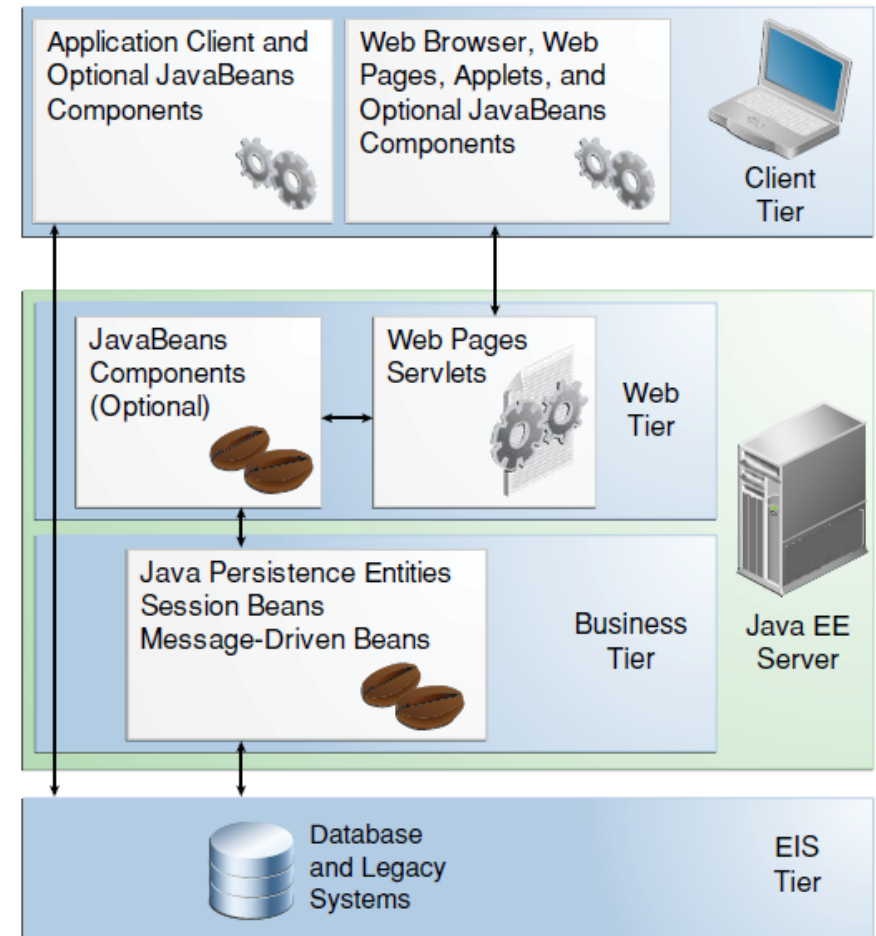 Application Client and
Optional JavaBeans
Components
Web Browser, Web
Pages, Applets, and
Optional JavaBeans
Components
Client
Tier
JavaBeans
Components
(Optional)
Web Pages
Servlets
Web
Tier
Java Persistence Entities
Session Beans
Message-Driven Beans
Business
Tier
Java EE
Server
Database
and Legacy
Systems
EIS
Tier